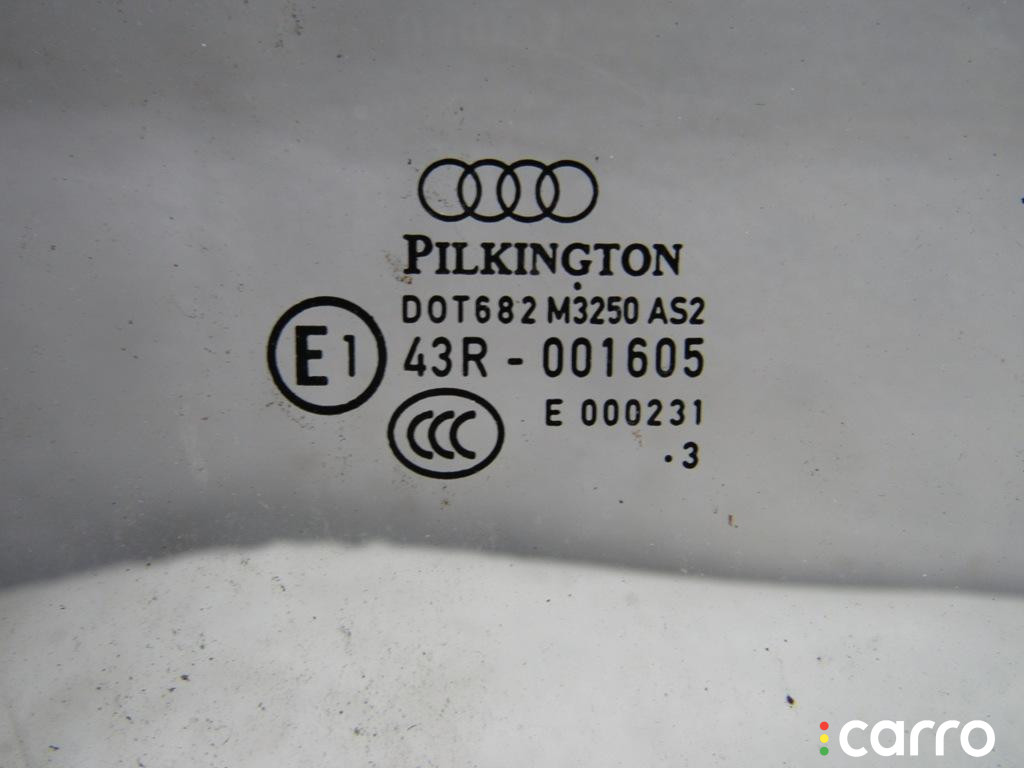 PILKINGTON
DOT682 M3250 AS2
E1 43R - 001605
CCC E 000231
.3
carro